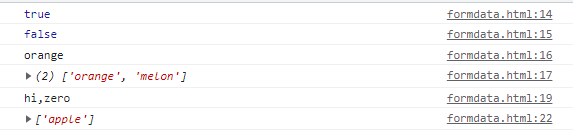 true formdata.html:14
false formdata.html:15
orange formdata.html:16
▶ (2) ['orange', 'melon'] formdata.html:17
hi,zero formdata.html:19
▶ ['apple'] formdata.html:22